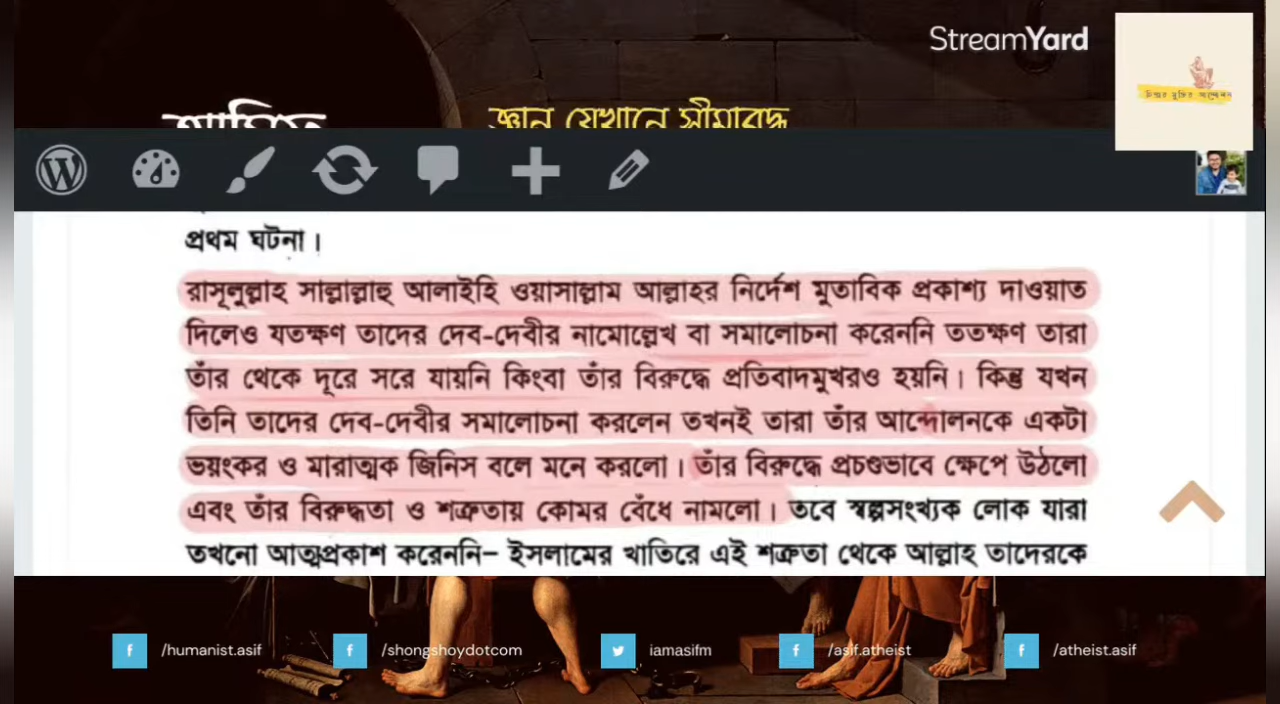 StreamYard
চিন্তার মুক্তির আন্দোলন
জ্ঞান যেখানে সীমাবদ্ধ
প্রথম ঘটনা।
রাসূলুল্লাহ সাল্লাল্লাহু আলাইহি ওয়াসাল্লাম আল্লাহর নির্দেশ মুতাবিক প্রকাশ্য দাওয়াত
দিলেও যতক্ষণ তাদের দেব-দেবীর নামোল্লেখ বা সমালোচনা করেননি ততক্ষণ তারা
তাঁর থেকে দূরে সরে যায়নি কিংবা তাঁর বিরুদ্ধে প্রতিবাদমুখরও হয়নি। কিন্তু যখন
তিনি তাদের দেব-দেবীর সমালোচনা করলেন তখনই তারা তাঁর আন্দোলনকে একটা
ভয়ংকর ও মারাত্মক জিনিস বলে মনে করলো। তাঁর বিরুদ্ধে প্রচণ্ডভাবে ক্ষেপে উঠলো
এবং তাঁর বিরুদ্ধতা ও শত্রুতায় কোমর বেঁধে নামলো। তবে স্বল্পসংখ্যক লোক যারা
তখনো আত্মপ্রকাশ করেননি– ইসলামের খাতিরে এই শত্রুতা থেকে আল্লাহ তাদেরকে
/humanist.asif
/shongshoydotcom
iamasifm
/asif.atheist
/atheist.asif